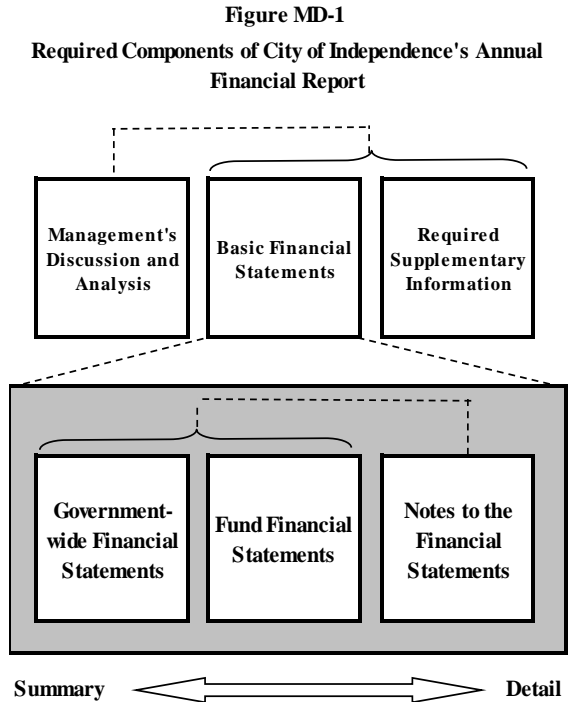 Figure MD-1
Required Components of City of Independence's Annual
Financial Report
Management's
Discussion and
Analysis
Basic Financial
Statements
Required
Supplementary
Information
Government-
wide Financial
Statements
Fund Financial
Statements
Notes to the
Financial
Statements
Summary
Detail